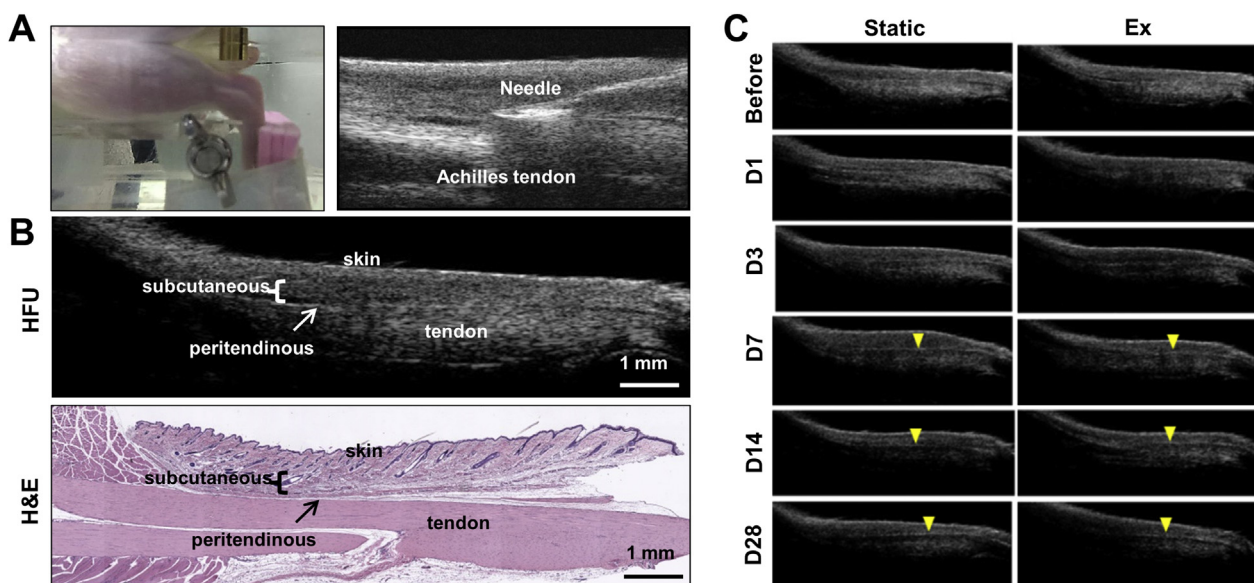 A
Needle
Achilles tendon
B
HFU
skin
subcutaneous
peritendinous
tendon
1 mm
H&E
skin
subcutaneous
peritendinous
tendon
1 mm
C
Static
Ex
Before
D1
D3
D7
D14
D28